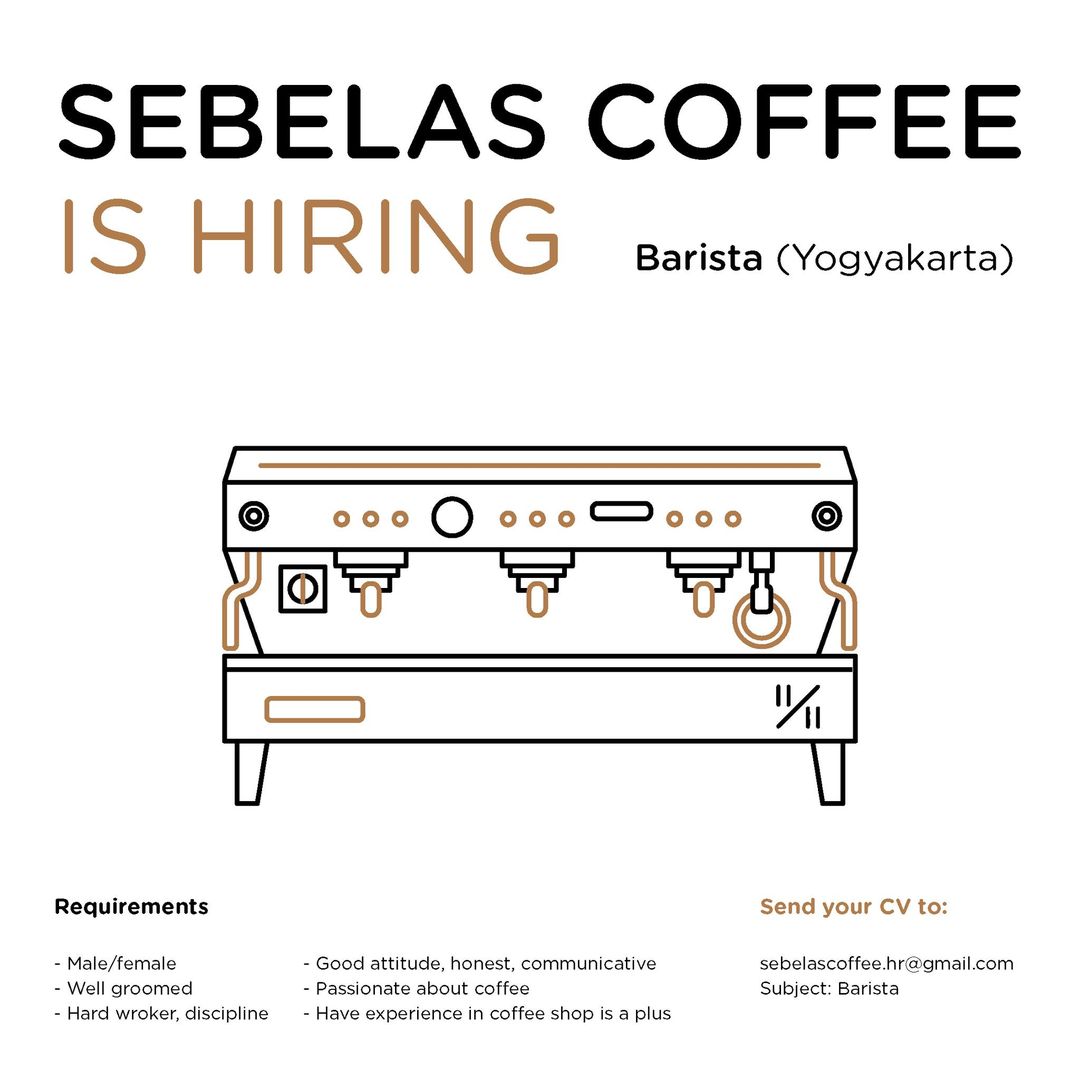 SEBELAS COFFEE
IS HIRING
Barista (Yogyakarta)
11/11
Requirements
- Male/female
- Well groomed
- Hard wroker, discipline
- Good attitude, honest, communicative
- Passionate about coffee
- Have experience in coffee shop is a plus
Send your CV to:
sebelascoffee.hr@gmail.com
Subject: Barista